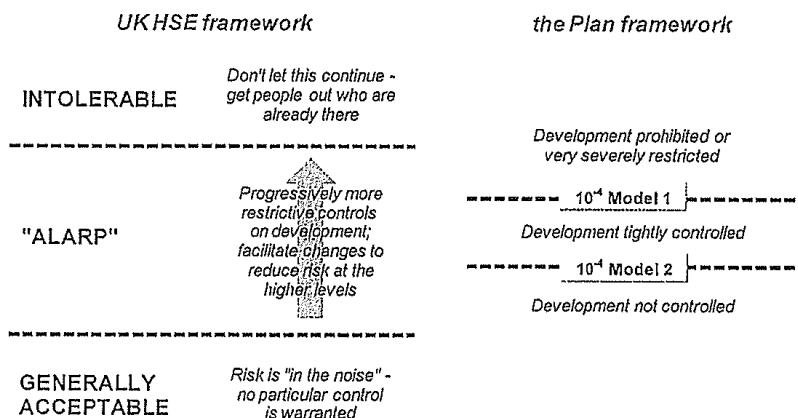 UK HSE framework
the Plan framework
INTOLERABLE
Don't let this continue -
get people out who are
already there
"ALARP"
Progressively more
restrictive controls
on development;
facilitate changes to
reduce risk at the
higher levels
GENERALLY
ACCEPTABLE
Risk is "in the noise" -
no particular control
is warranted
Development prohibited or
very severely restricted
10⁻⁴ Model 1
Development tightly controlled
10⁻⁴ Model 2
Development not controlled